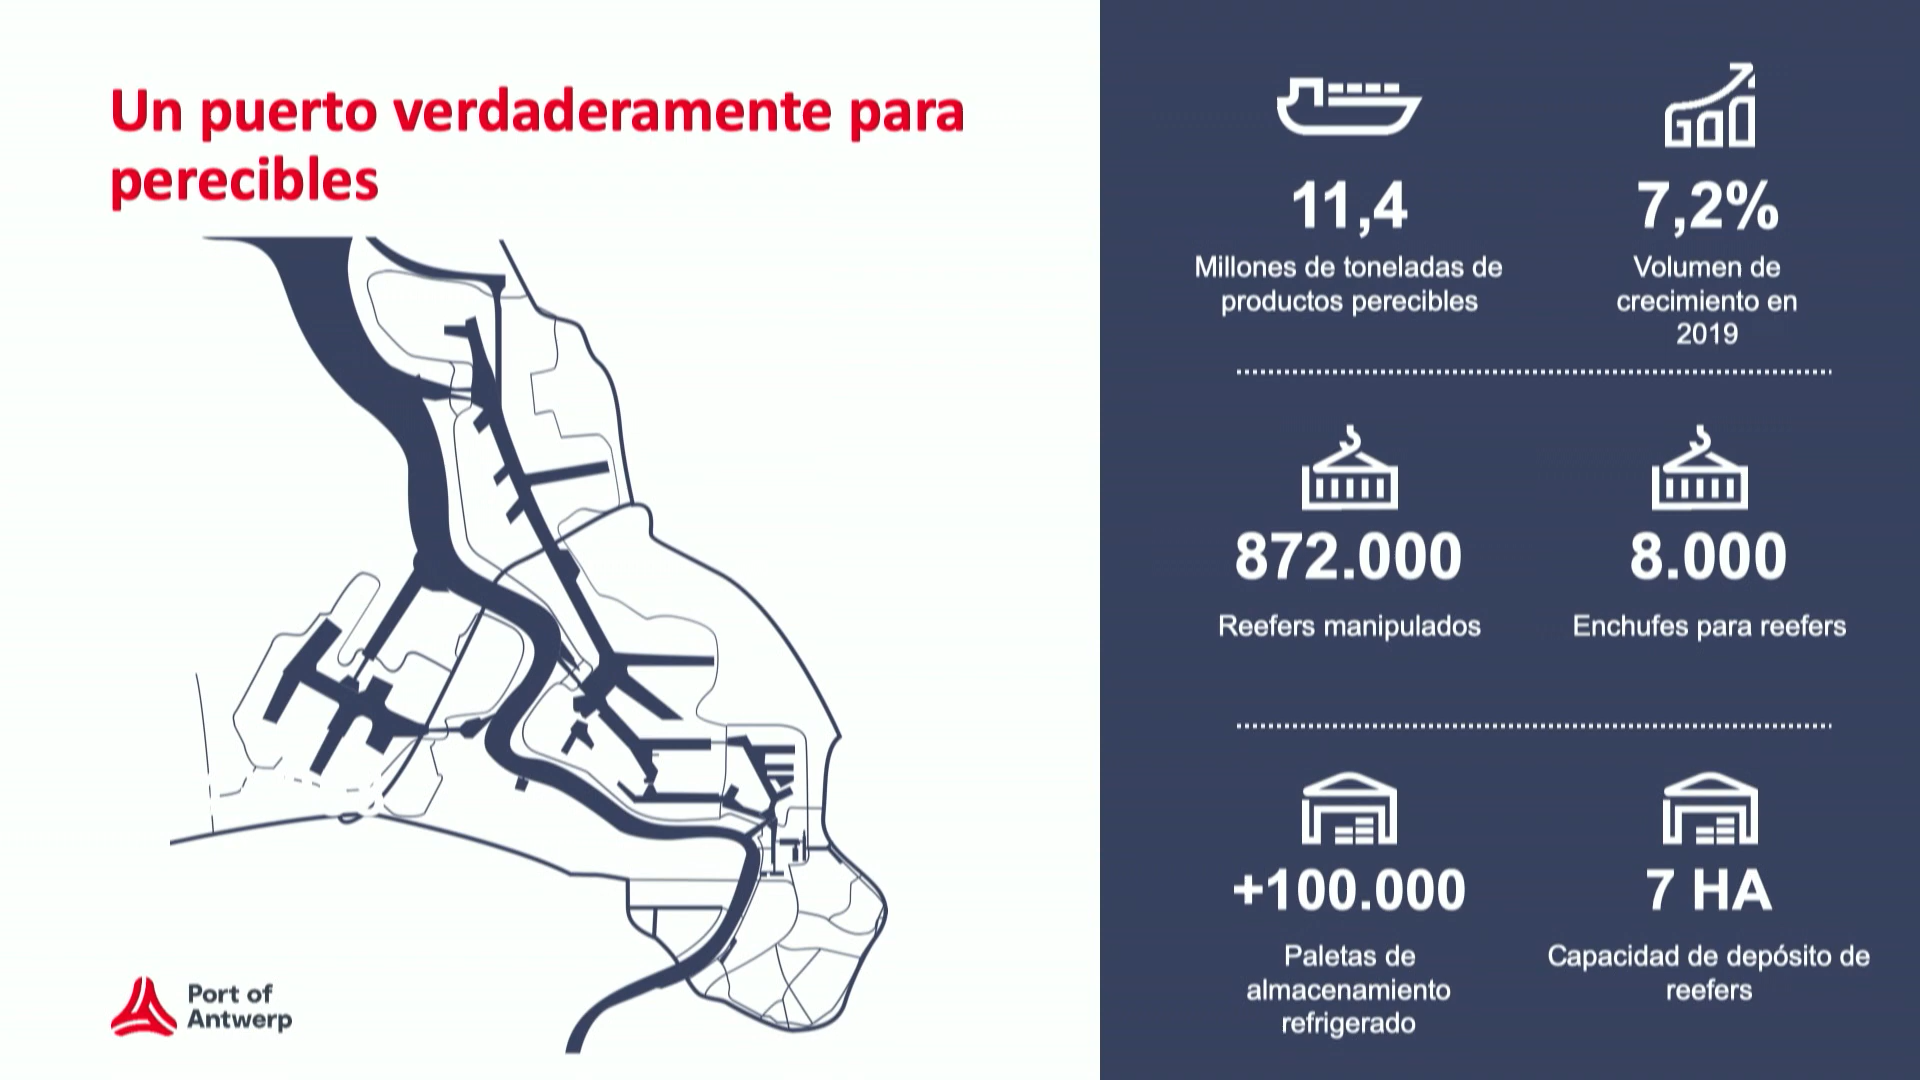 Un puerto verdaderamente para
perecibles
11,4
Millones de toneladas de
productos perecibles
7,2%
Volumen de
crecimiento en
2019
872.000
Reefers manipulados
8.000
Enchufes para reefers
+100.000
Paletas de
almacenamiento
refrigerado
7 HA
Capacidad de depósito de
reefers
Port of
Antwerp